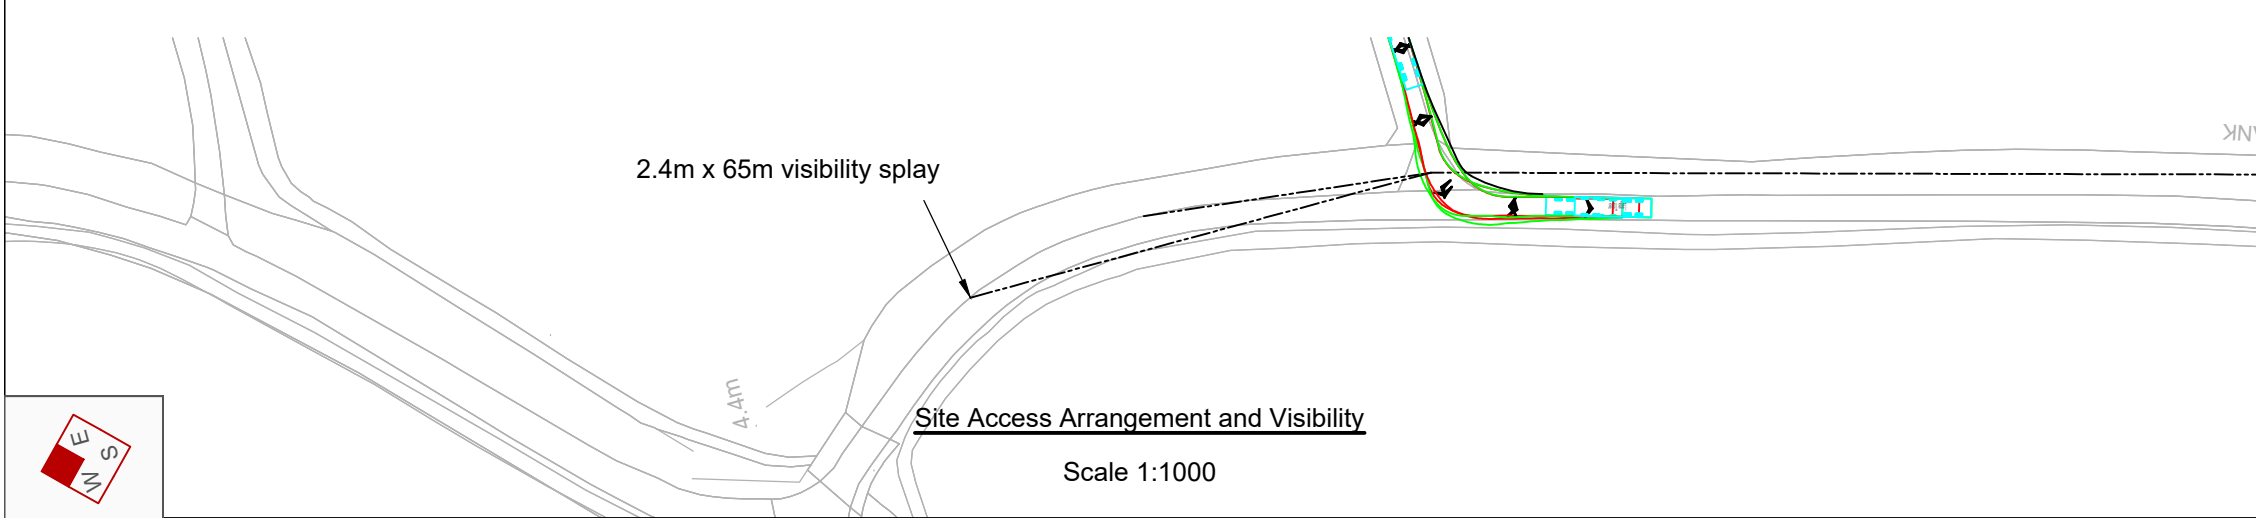 2.4m x 65m visibility splay
4.4m
Site Access Arrangement and Visibility
Scale 1:1000
E
S
W